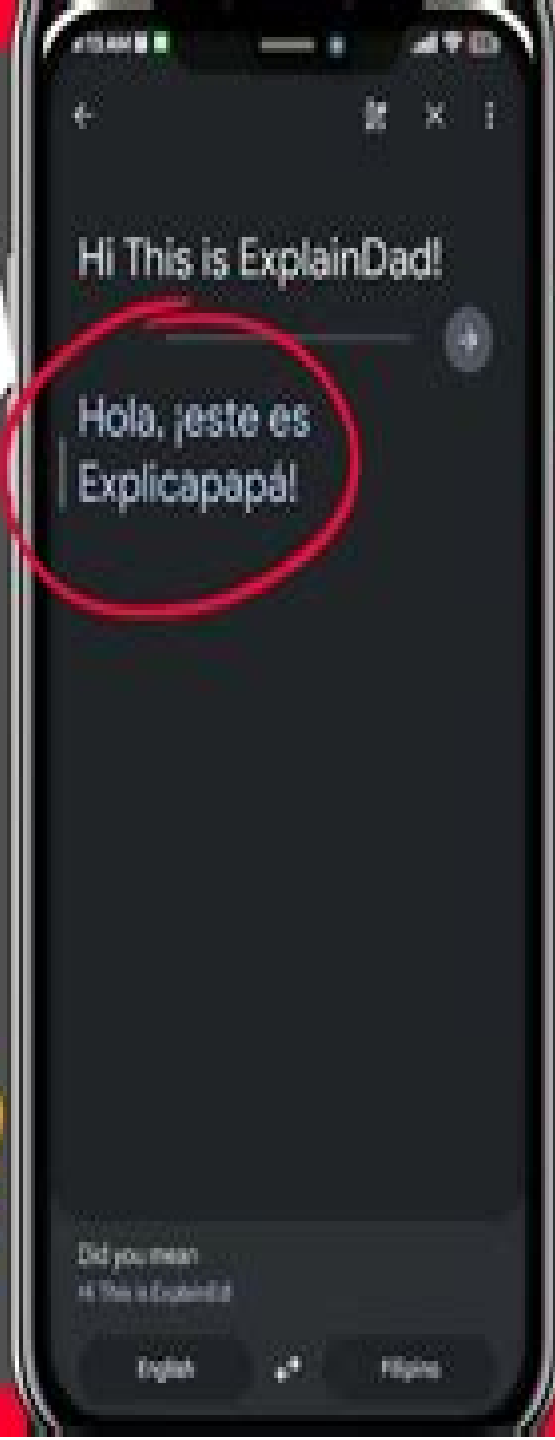 Hi This is ExplainDad!
Hola, ¡este es
Explicapapá!
Did you mean
English
Filipino